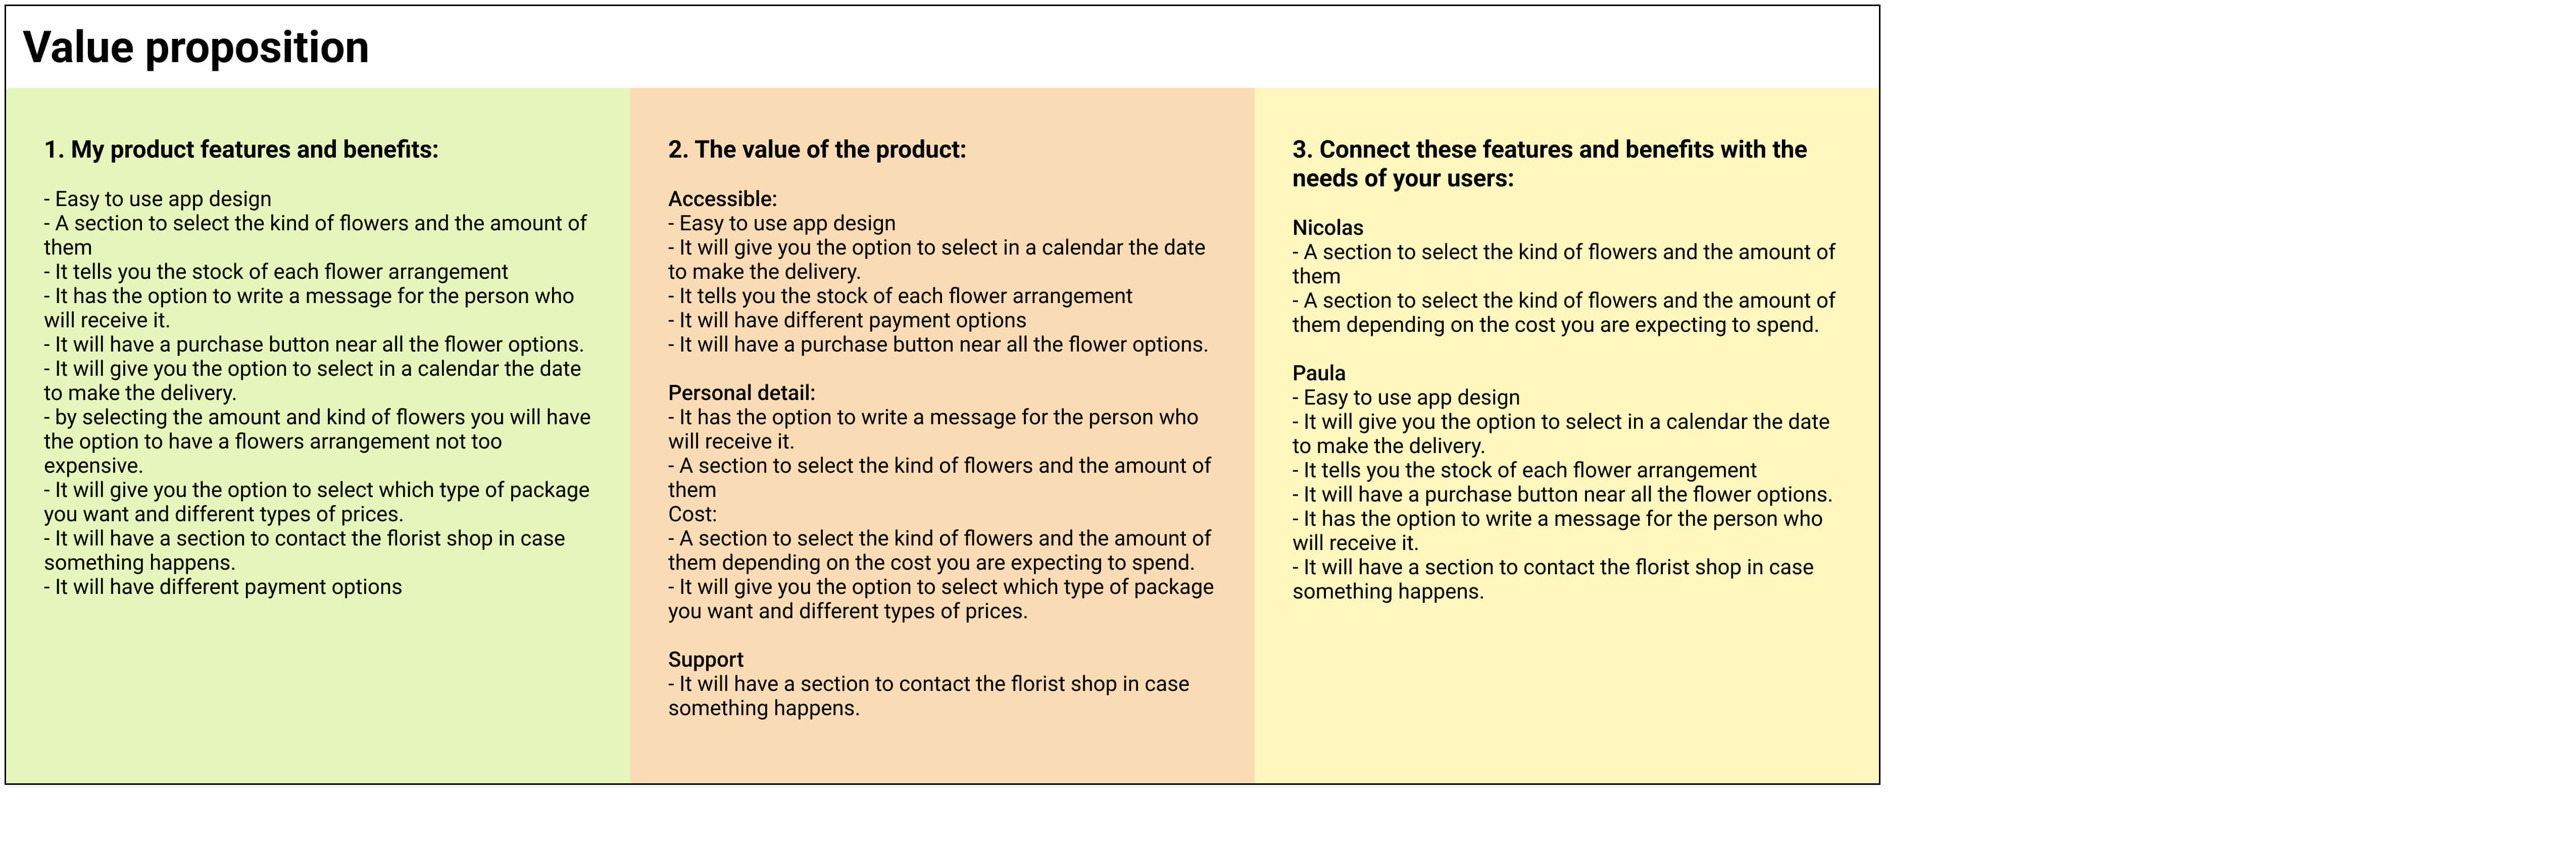 Value proposition
1. My product features and benefits:
- Easy to use app design
- A section to select the kind of flowers and the amount of
them
- It tells you the stock of each flower arrangement
- It has the option to write a message for the person who
will receive it.
- It will have a purchase button near all the flower options.
- It will give you the option to select in a calendar the date
to make the delivery.
- by selecting the amount and kind of flowers you will have
the option to have a flowers arrangement not too
expensive.
- It will give you the option to select which type of package
you want and different types of prices.
- It will have a section to contact the florist shop in case
something happens.
- It will have different payment options
2. The value of the product:
Accessible:
- Easy to use app design
- It will give you the option to select in a calendar the date
to make the delivery.
- It tells you the stock of each flower arrangement
- It will have different payment options
- It will have a purchase button near all the flower options.
Personal detail:
- It has the option to write a message for the person who
will receive it.
- A section to select the kind of flowers and the amount of
them
Cost:
- A section to select the kind of flowers and the amount of
them depending on the cost you are expecting to spend.
- It will give you the option to select which type of package
you want and different types of prices.
Support
- It will have a section to contact the florist shop in case
something happens.
3. Connect these features and benefits with the
needs of your users:
Nicolas
- A section to select the kind of flowers and the amount of
them
- A section to select the kind of flowers and the amount of
them depending on the cost you are expecting to spend.
Paula
- Easy to use app design
- It will give you the option to select in a calendar the date
to make the delivery.
- It tells you the stock of each flower arrangement
- It will have a purchase button near all the flower options.
- It has the option to write a message for the person who
will receive it.
- It will have a section to contact the florist shop in case
something happens.